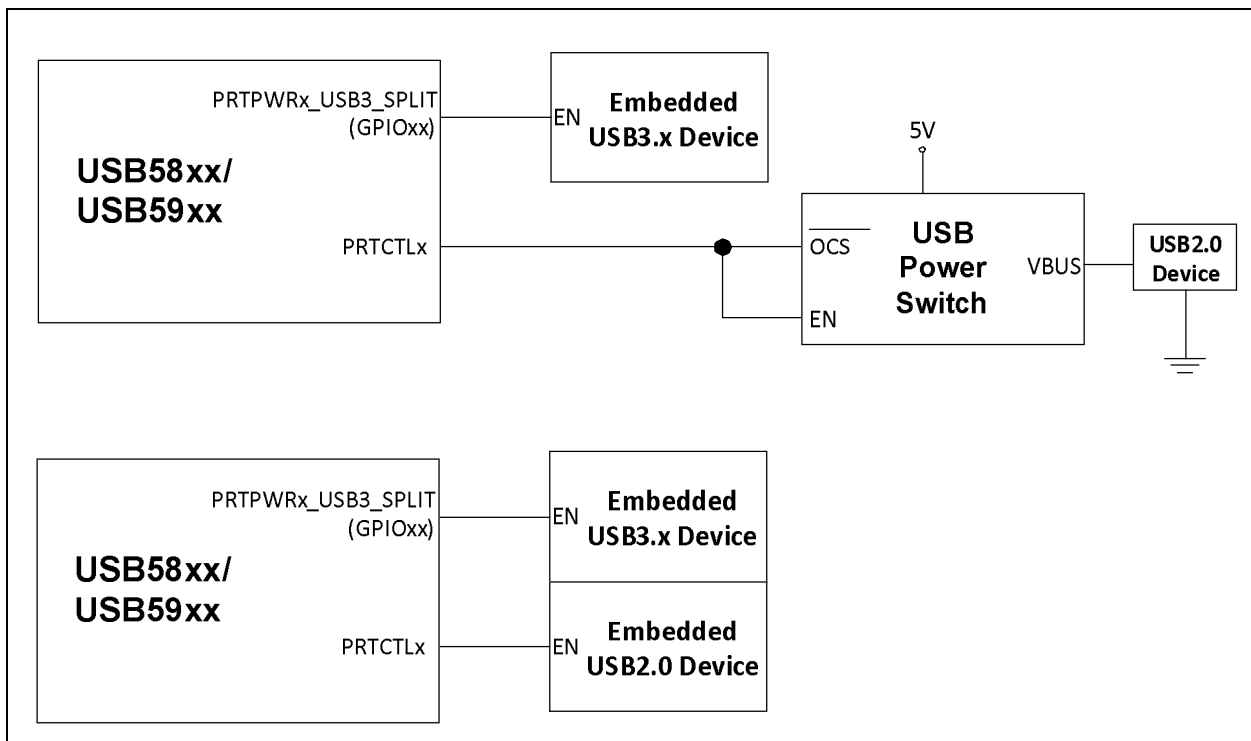 PRTPWRx_USB3_SPLIT
(GPIOxx)
USB58xx/
USB59xx
PRTCTLx
EN
Embedded
USB3.x Device
5V
OCS
EN
USB
Power
Switch
VBUS
USB2.0
Device
PRTPWRx_USB3_SPLIT
(GPIOxx)
USB58xx/
USB59xx
PRTCTLx
EN
Embedded
USB3.x Device
EN
Embedded
USB2.0 Device